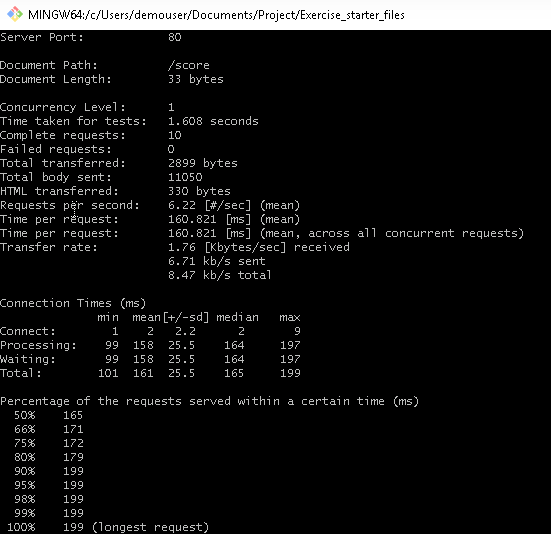 MINGW64:/c/Users/demouser/Documents/Project/Exercise_starter_files
Server Port: 80
Document Path: /score
Document Length: 33 bytes
Concurrency Level: 1
Time taken for tests: 1.608 seconds
Complete requests: 10
Failed requests: 0
Total transferred: 2899 bytes
Total body sent: 11050
HTML transferred: 330 bytes
Requests per second: 6.22 [#/sec] (mean)
Time per request: 160.821 [ms] (mean)
Time per request: 160.821 [ms] (mean, across all concurrent requests)
Transfer rate: 1.76 [Kbytes/sec] received
6.71 kb/s sent
8.47 kb/s total
Connection Times (ms)
min mean[+/-sd] median max
Connect: 1 2 2.2 2 9
Processing: 99 158 25.5 164 197
Waiting: 99 158 25.5 164 197
Total: 101 161 25.5 165 199
Percentage of the requests served within a certain time (ms)
50% 165
66% 171
75% 172
80% 179
90% 199
95% 199
98% 199
99% 199
100% 199 (longest request)